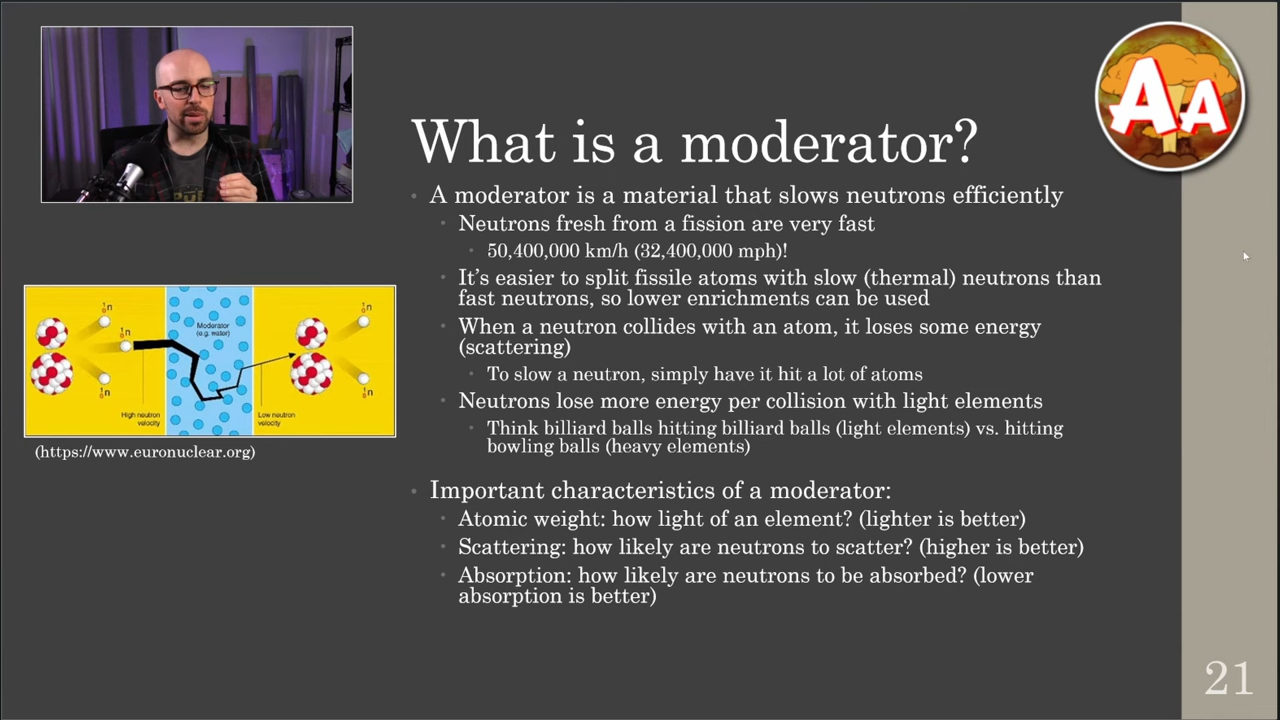 AA
What is a moderator?
• A moderator is a material that slows neutrons efficiently
• Neutrons fresh from a fission are very fast
• 50,400,000 km/h (32,400,000 mph)!
• It's easier to split fissile atoms with slow (thermal) neutrons than
fast neutrons, so lower enrichments can be used
• When a neutron collides with an atom, it loses some energy
(scattering)
• To slow a neutron, simply have it hit a lot of atoms
• Neutrons lose more energy per collision with light elements
• Think billiard balls hitting billiard balls (light elements) vs. hitting
bowling balls (heavy elements)
• Important characteristics of a moderator:
• Atomic weight: how light of an element? (lighter is better)
• Scattering: how likely are neutrons to scatter? (higher is better)
• Absorption: how likely are neutrons to be absorbed? (lower
absorption is better)
¹₀n
¹₀n
¹₀n
Moderator
(e.g. water)
High neutron
velocity
Low neutron
velocity
¹₀n
¹₀n
(https://www.euronuclear.org)
21